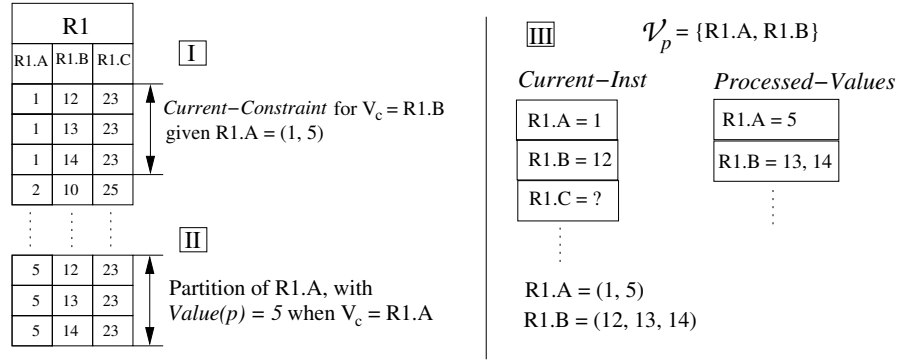 R1
R1.A R1.B R1.C
1 12 23
1 13 23
1 14 23
2 10 25
5 12 23
5 13 23
5 14 23
I
Current−Constraint for Vc = R1.B
given R1.A = (1, 5)
II
Partition of R1.A, with
Value(p) = 5 when Vc = R1.A
III
𝒱p = {R1.A, R1.B}
Current−Inst
R1.A = 1
R1.B = 12
R1.C = ?
Processed−Values
R1.A = 5
R1.B = 13, 14
R1.A = (1, 5)
R1.B = (12, 13, 14)